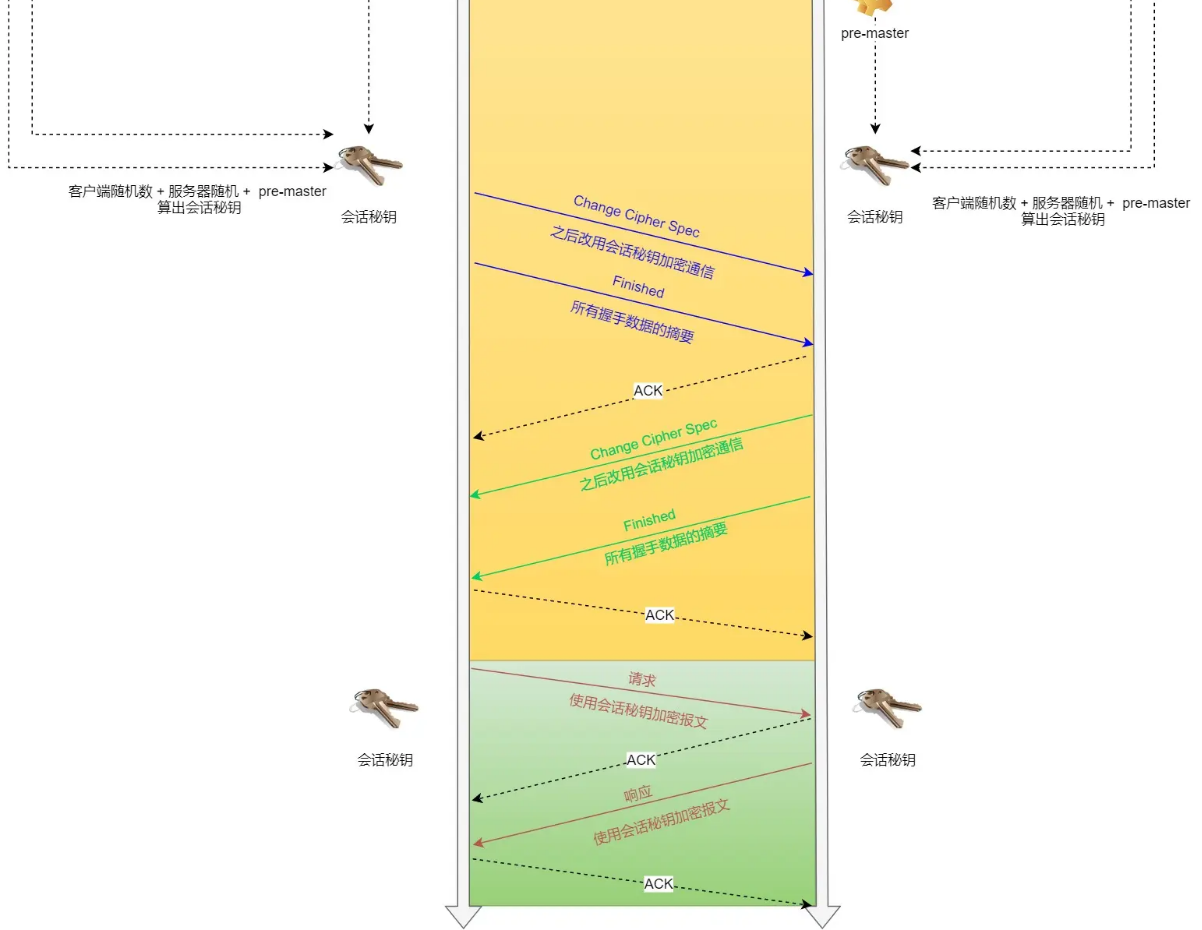 pre-master
客户端随机数 + 服务器随机 + pre-master
算出会话秘钥
会话秘钥
会话秘钥
客户端随机数 + 服务器随机 + pre-master
算出会话秘钥
Change Cipher Spec
之后改用会话秘钥加密通信
Finished
所有握手数据的摘要
ACK
Change Cipher Spec
之后改用会话秘钥加密通信
Finished
所有握手数据的摘要
ACK
请求
使用会话秘钥加密报文
会话秘钥
会话秘钥
ACK
响应
使用会话秘钥加密报文
ACK